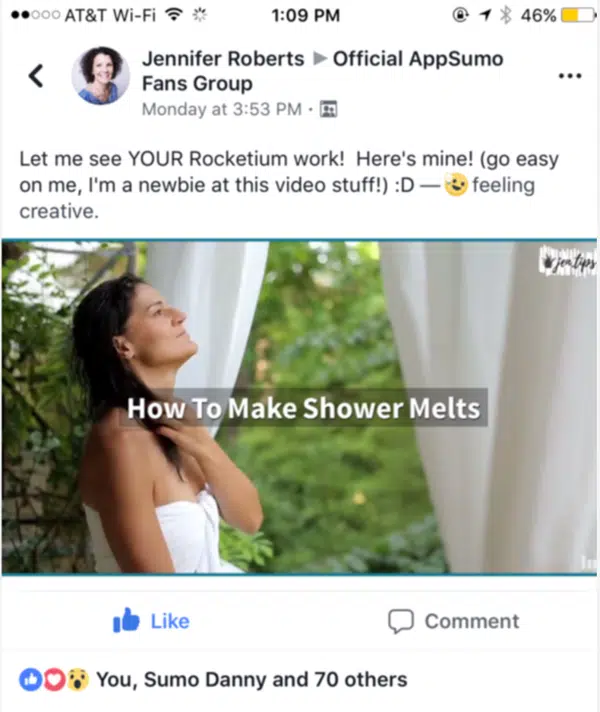 AT&T Wi-Fi 1:09 PM 46%
Jennifer Roberts ▶ Official AppSumo
Fans Group
Monday at 3:53 PM ·
Let me see YOUR Rocketium work! Here's mine! (go easy
on me, I'm a newbie at this video stuff!) :D — 🤪 feeling
creative.
jen.tips
How To Make Shower Melts
Like Comment
You, Sumo Danny and 70 others